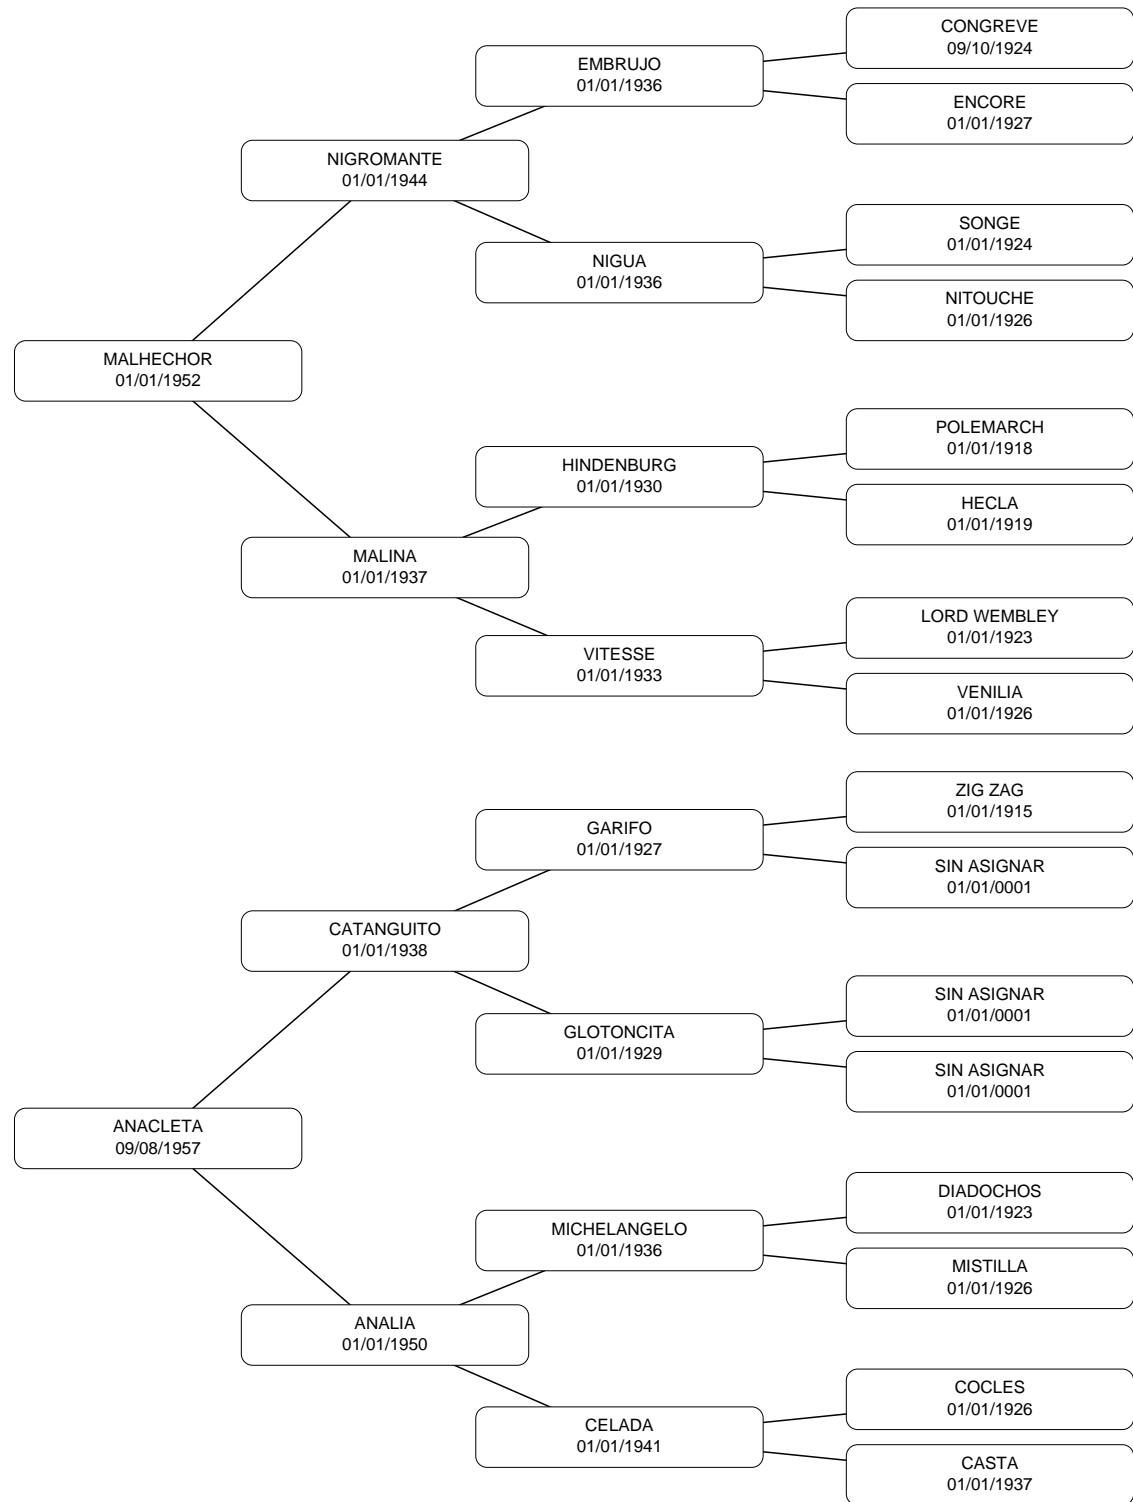 CONGREVE
09/10/1924
EMBRUJO
01/01/1936
ENCORE
01/01/1927
NIGROMANTE
01/01/1944
SONGE
01/01/1924
NIGUA
01/01/1936
NITOUCHE
01/01/1926
MALHECHOR
01/01/1952
POLEMARCH
01/01/1918
HINDENBURG
01/01/1930
HECLA
01/01/1919
MALINA
01/01/1937
LORD WEMBLEY
01/01/1923
VITESSE
01/01/1933
VENILIA
01/01/1926
ZIG ZAG
01/01/1915
GARIFO
01/01/1927
SIN ASIGNAR
01/01/0001
CATANGUITO
01/01/1938
SIN ASIGNAR
01/01/0001
GLOTONCITA
01/01/1929
SIN ASIGNAR
01/01/0001
ANACLETA
09/08/1957
DIADOCHOS
01/01/1923
MICHELANGELO
01/01/1936
MISTILLA
01/01/1926
ANALIA
01/01/1950
COCLES
01/01/1926
CELADA
01/01/1941
CASTA
01/01/1937